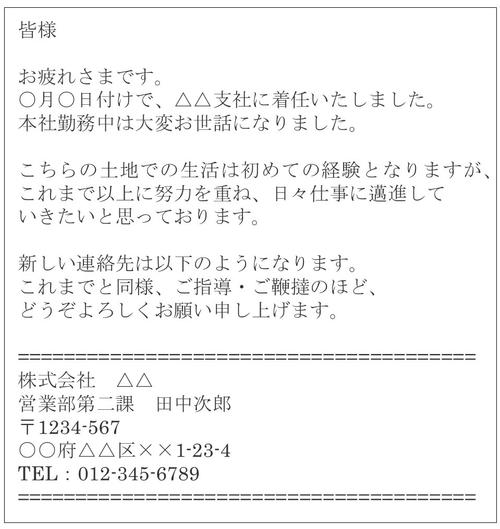 皆様
お疲れさまです。
〇月〇日付けで、△△支社に着任いたしました。
本社勤務中は大変お世話になりました。
こちらの土地での生活は初めての経験となりますが、
これまで以上に努力を重ね、日々仕事に邁進して
いきたいと思っております。
新しい連絡先は以下のようになります。
これまでと同様、ご指導・ご鞭撻のほど、
どうぞよろしくお願い申し上げます。
========================================
株式会社　△△
営業部第二課　田中次郎
〒1234-567
〇〇府△△区××1-23-4
TEL：012-345-6789
========================================